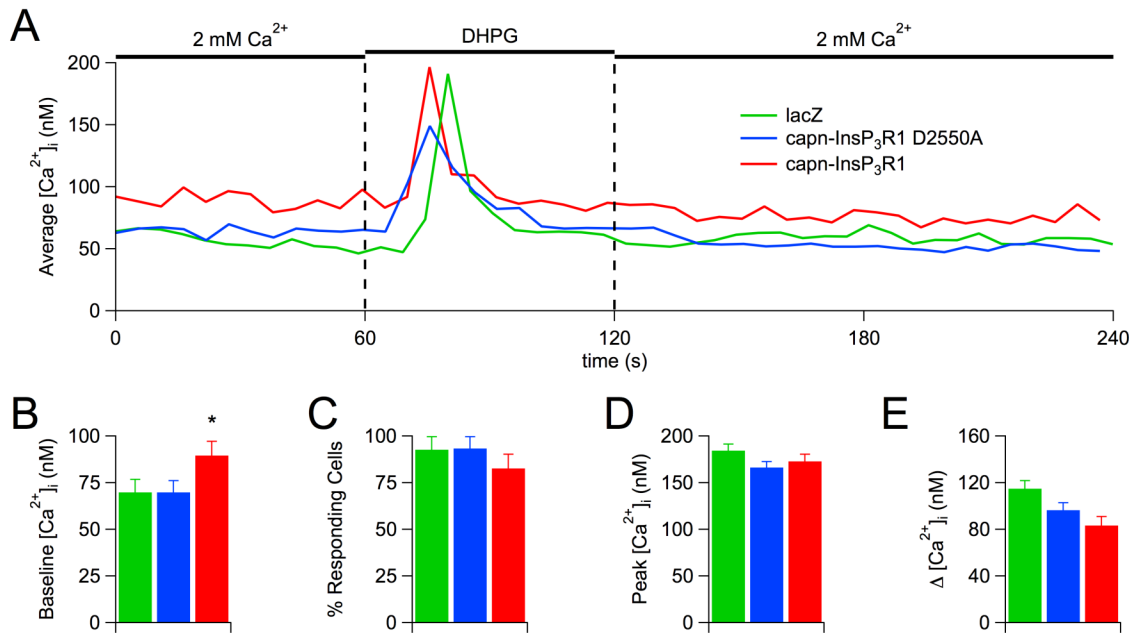 A
2 mM Ca²⁺
DHPG
2 mM Ca²⁺
Average [Ca²⁺]ᵢ (nM)
200
150
100
50
0
lacZ
capn-InsP₃R1 D2550A
capn-InsP₃R1
0
60
120
180
240
time (s)
B
Baseline [Ca²⁺]ᵢ (nM)
100
75
50
25
0
*
C
% Responding Cells
100
75
50
25
0
D
Peak [Ca²⁺]ᵢ (nM)
200
150
100
50
0
E
Δ [Ca²⁺]ᵢ (nM)
160
120
80
40
0